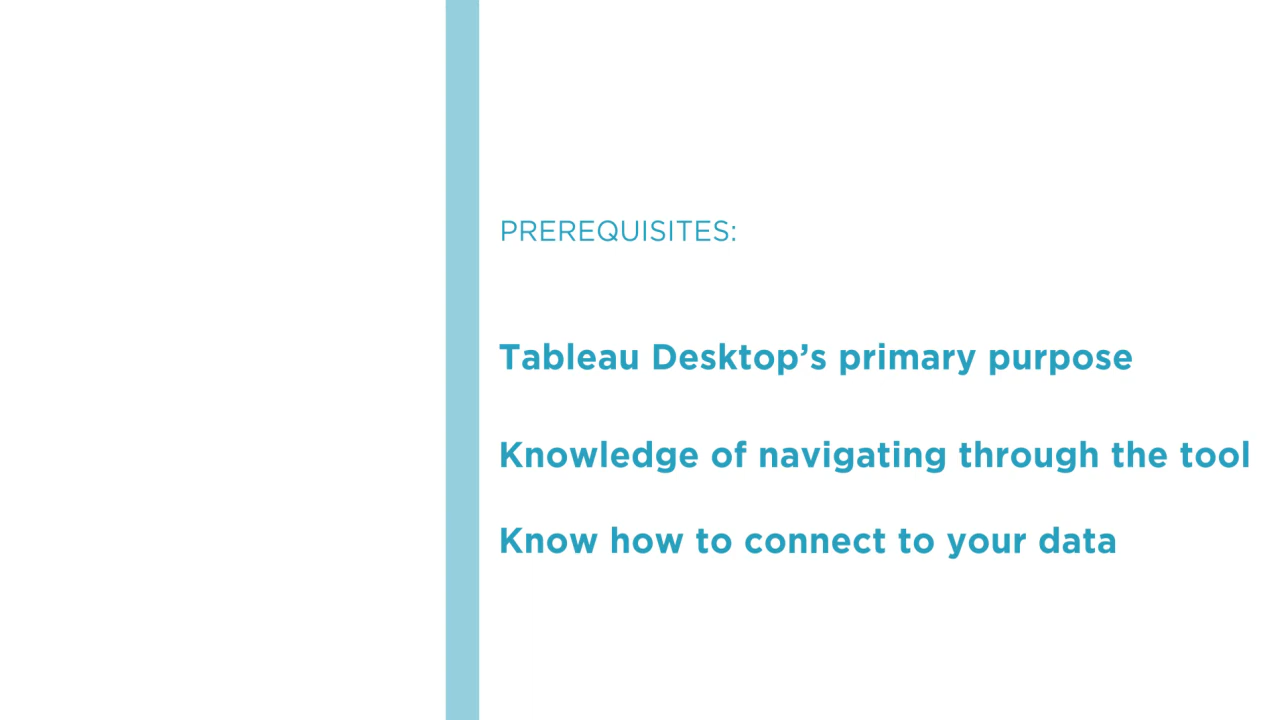 PREREQUISITES:
Tableau Desktop’s primary purpose
Knowledge of navigating through the tool
Know how to connect to your data